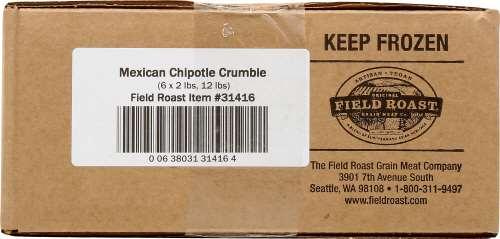 Mexican Chipotle Crumble
(6 x 2 lbs, 12 lbs)
Field Roast Item #31416
0 06 38031 31416 4
KEEP FROZEN
ARTISAN • VEGAN
ORIGINAL
FIELD ROAST
GRAIN MEAT CO.
The Field Roast Grain Meat Company
3901 7th Avenue South
Seattle, WA 98108 • 1-800-311-9497
www.fieldroast.com